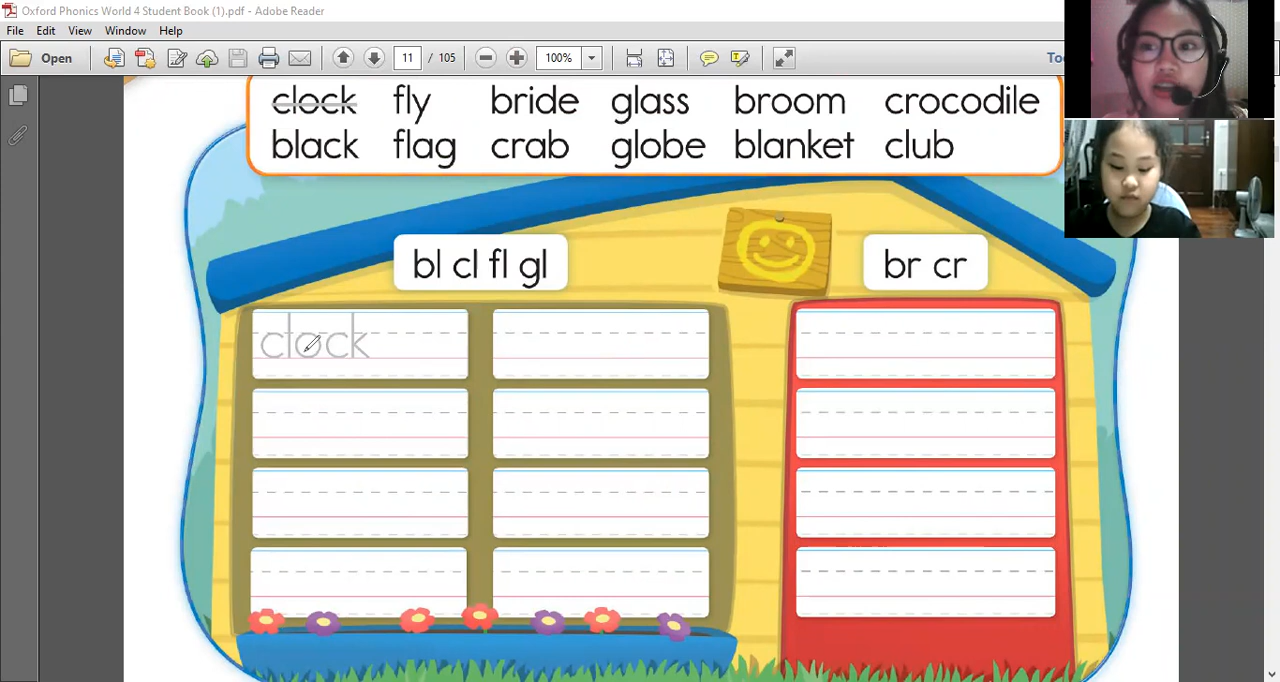 Oxford Phonics World 4 Student Book (1).pdf - Adobe Reader
File Edit View Window Help
Open 11 / 105 100%
clock fly bride glass broom crocodile
black flag crab globe blanket club
bl cl fl gl br cr
clock